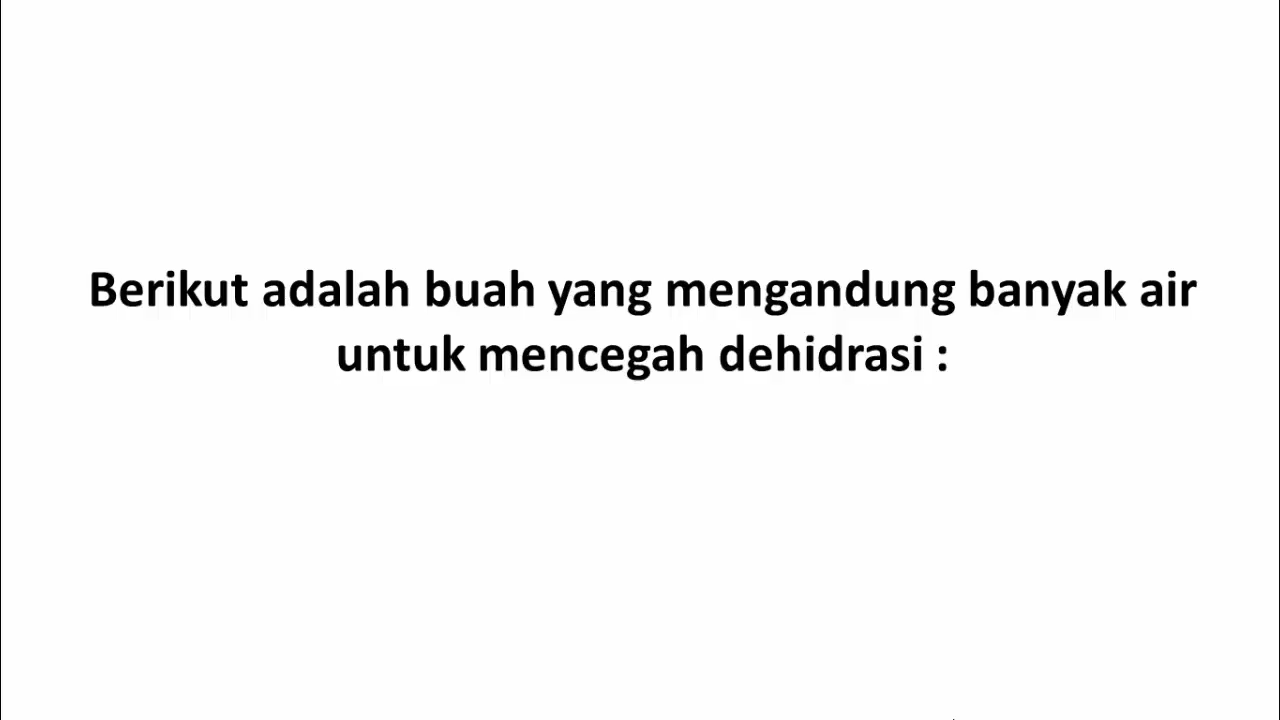 Berikut adalah buah yang mengandung banyak air
untuk mencegah dehidrasi :